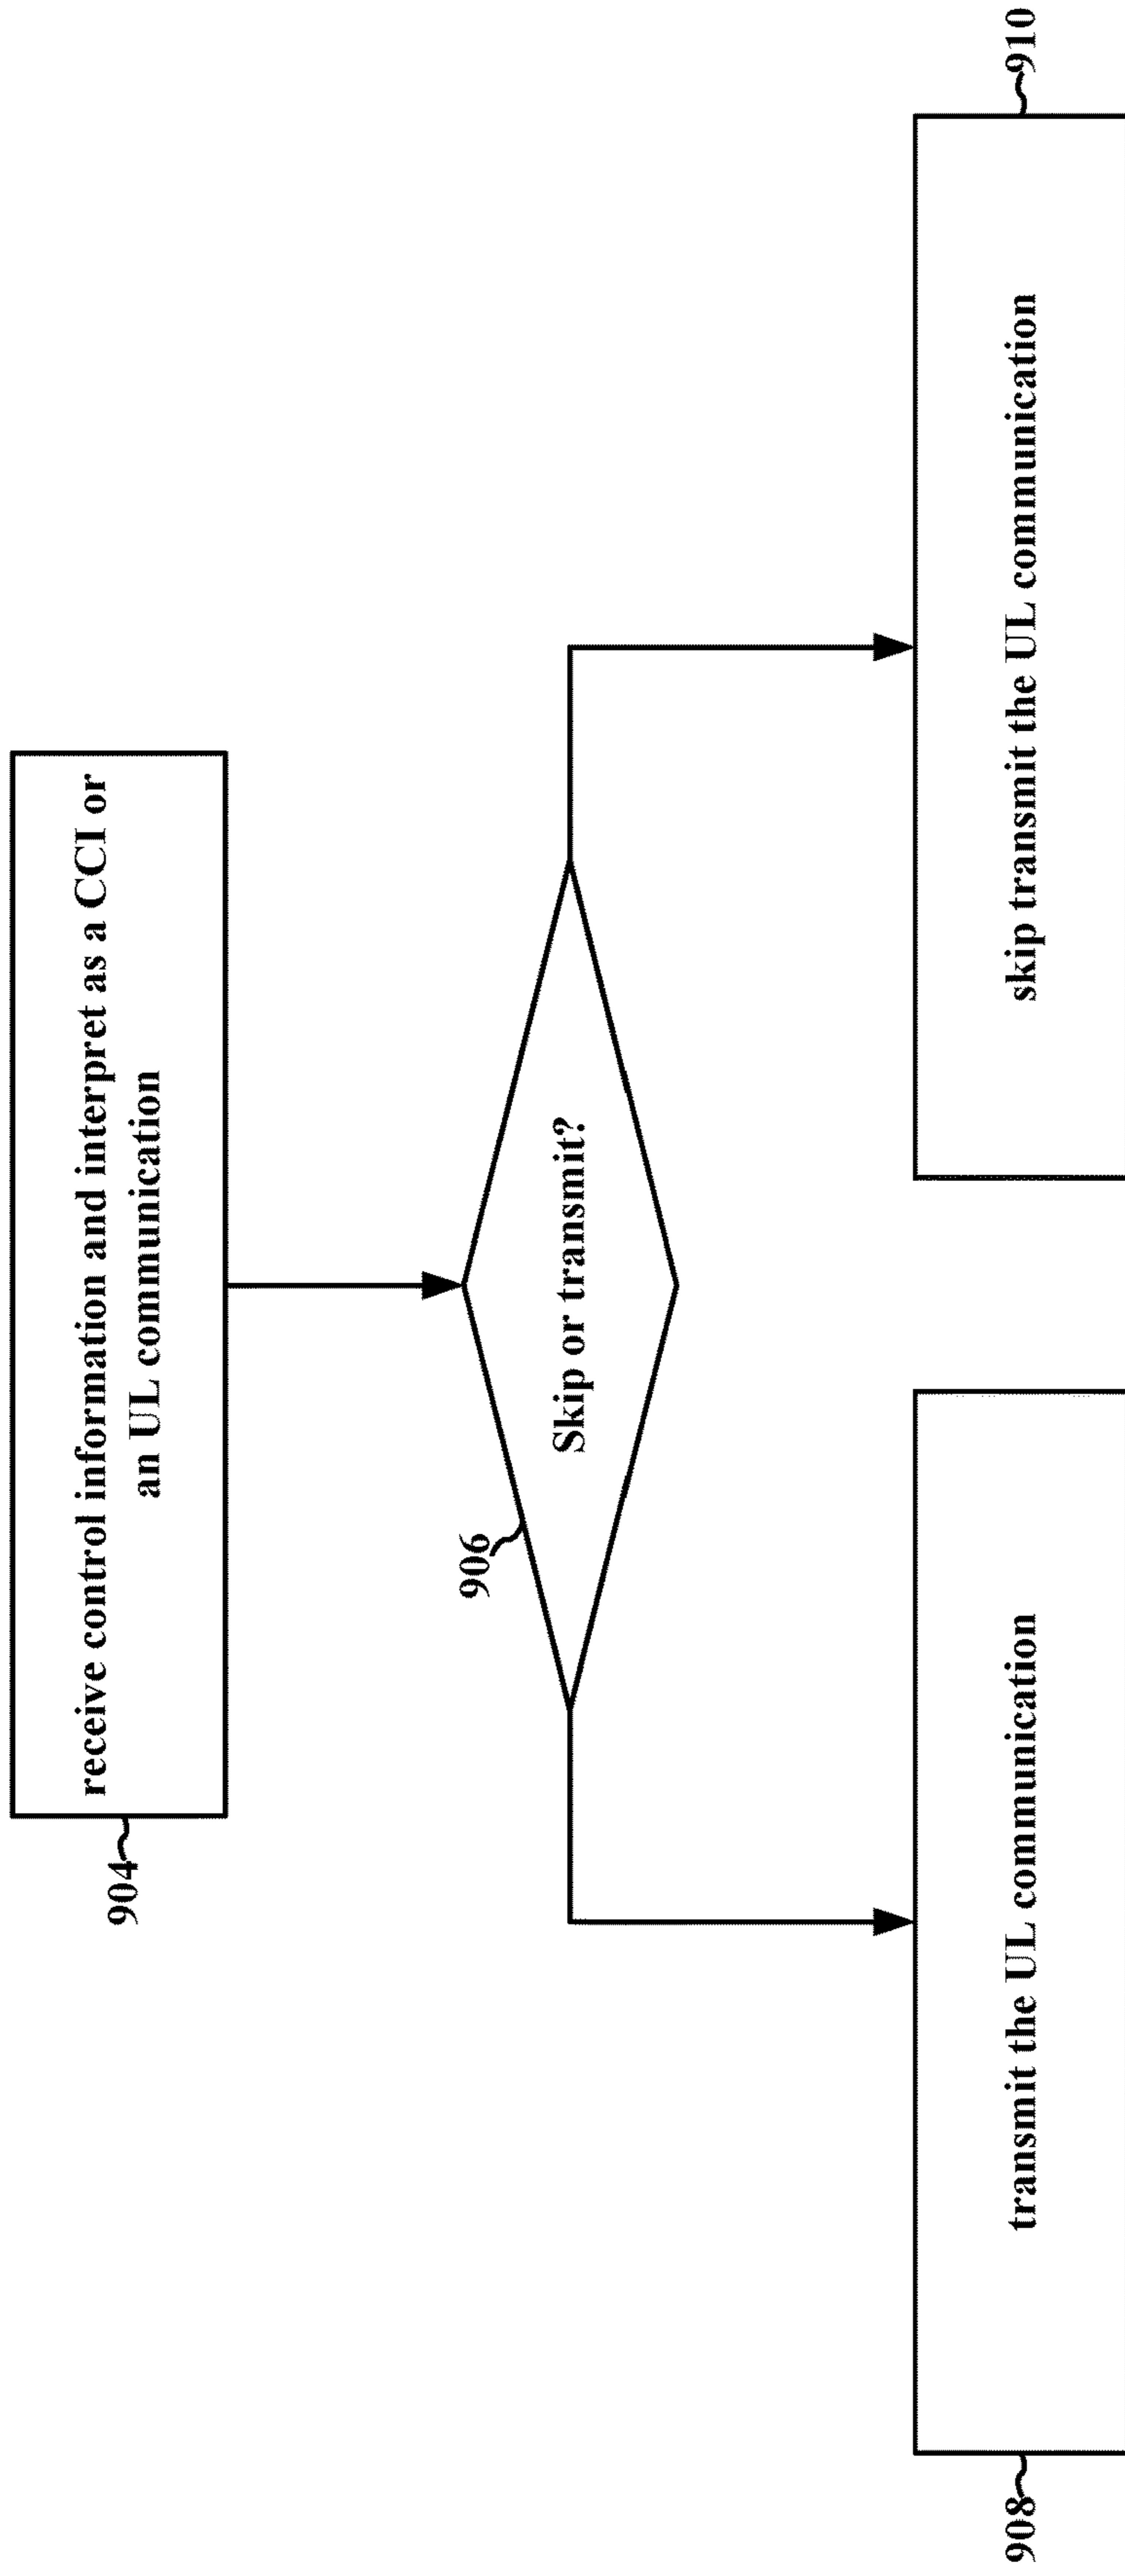 904
receive control information and interpret as a CCI or
an UL communication
906
Skip or transmit?
908
transmit the UL communication
skip transmit the UL communication
910